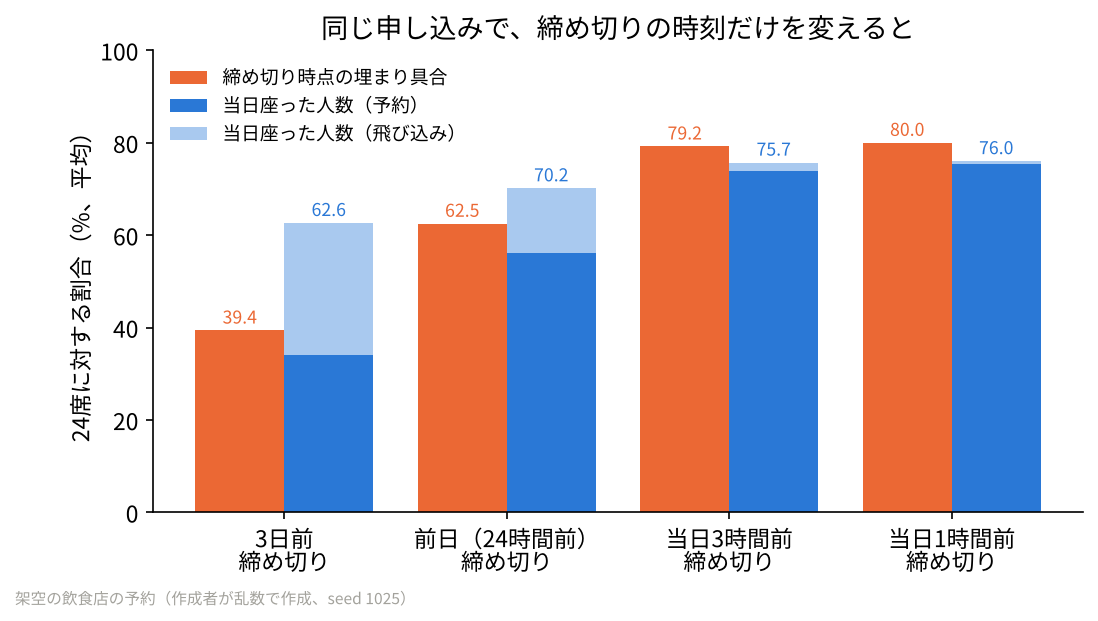 同じ申し込みで、締め切りの時刻だけを変えると
24席に対する割合（%、平均）
100
80
60
40
20
0
締め切り時点の埋まり具合
当日座った人数（予約）
当日座った人数（飛び込み）
39.4
62.6
62.5
70.2
79.2
75.7
80.0
76.0
3日前
締め切り
前日（24時間前）
締め切り
当日3時間前
締め切り
当日1時間前
締め切り
架空の飲食店の予約（作成者が乱数で作成、seed 1025）